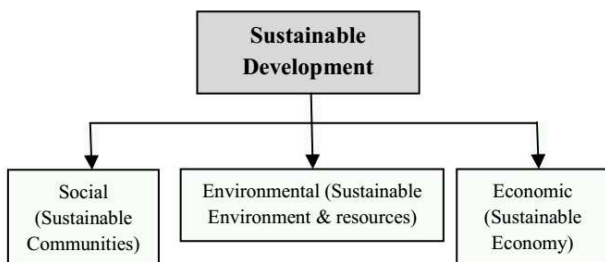 Sustainable
Development
Social
(Sustainable
Communities)
Environmental (Sustainable
Environment & resources)
Economic
(Sustainable
Economy)